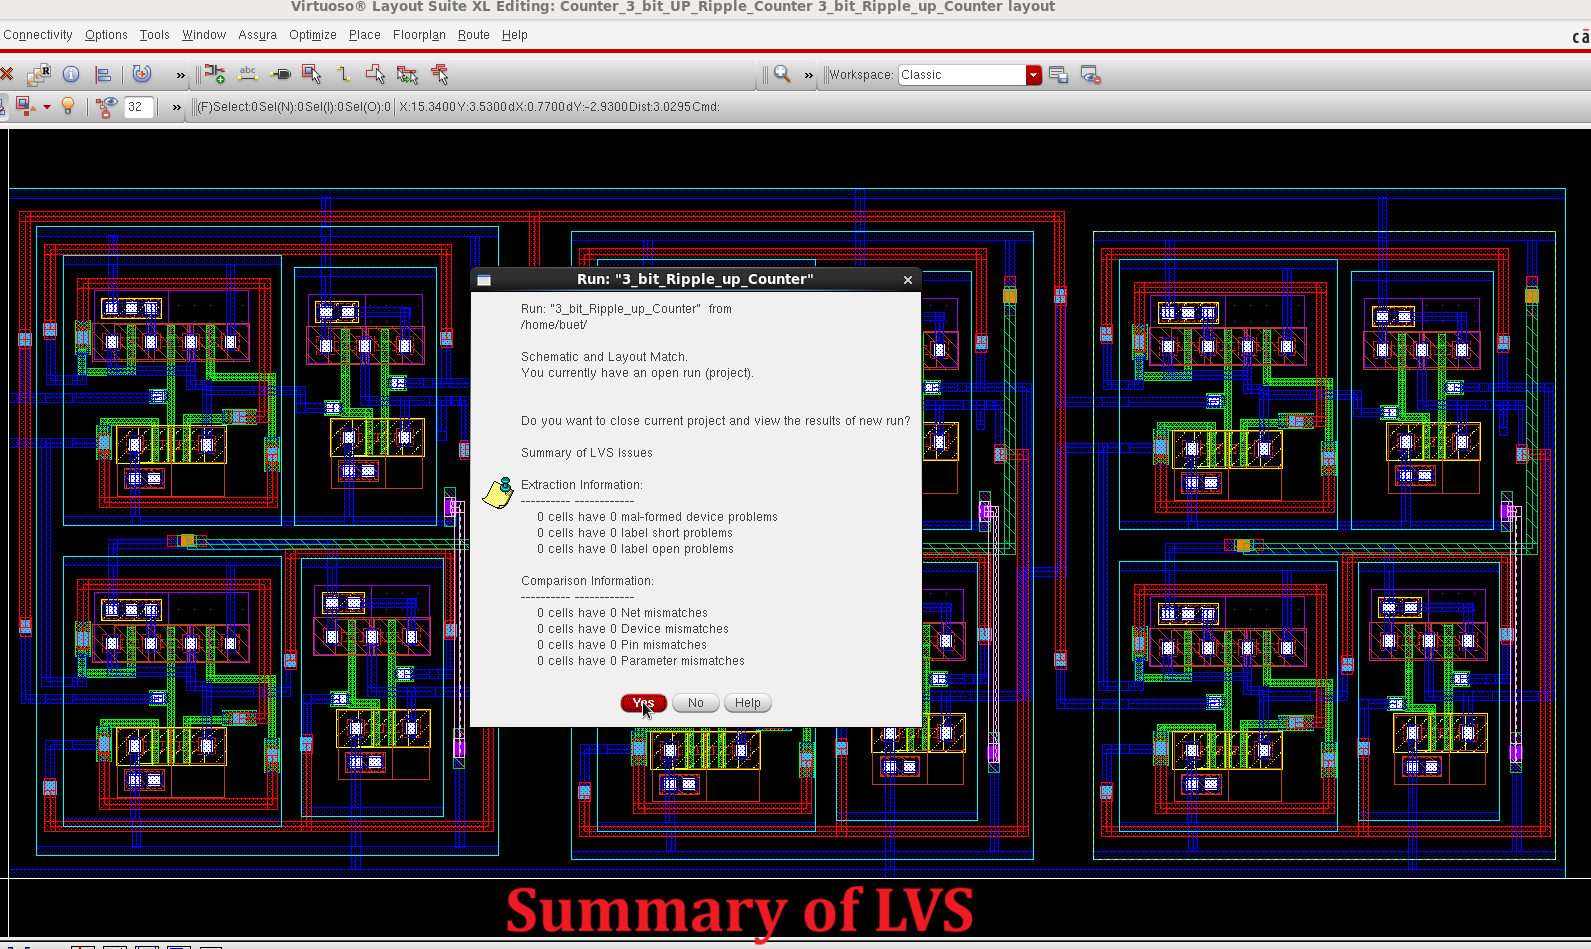 Virtuoso® Layout Suite XL Editing: Counter_3_bit_UP_Ripple_Counter 3_bit_Ripple_up_Counter layout
Connectivity Options Tools Window Assura Optimize Place Floorplan Route Help
cā
abc
»
»
Workspace: Classic
32
»
(F)Select:0 Sel(N):0 Sel(I):0 Sel(O):0 X:15.3400 Y:3.5300 dX:0.7700 dY:-2.9300 Dist:3.0295 Cmd:
Run: "3_bit_Ripple_up_Counter"
Run: "3_bit_Ripple_up_Counter" from
/home/buet/
Schematic and Layout Match.
You currently have an open run (project).
Do you want to close current project and view the results of new run?
Summary of LVS Issues
Extraction Information:
---------- ------------
0 cells have 0 mal-formed device problems
0 cells have 0 label short problems
0 cells have 0 label open problems
Comparison Information:
---------- ------------
0 cells have 0 Net mismatches
0 cells have 0 Device mismatches
0 cells have 0 Pin mismatches
0 cells have 0 Parameter mismatches
Yes No Help
Summary of LVS